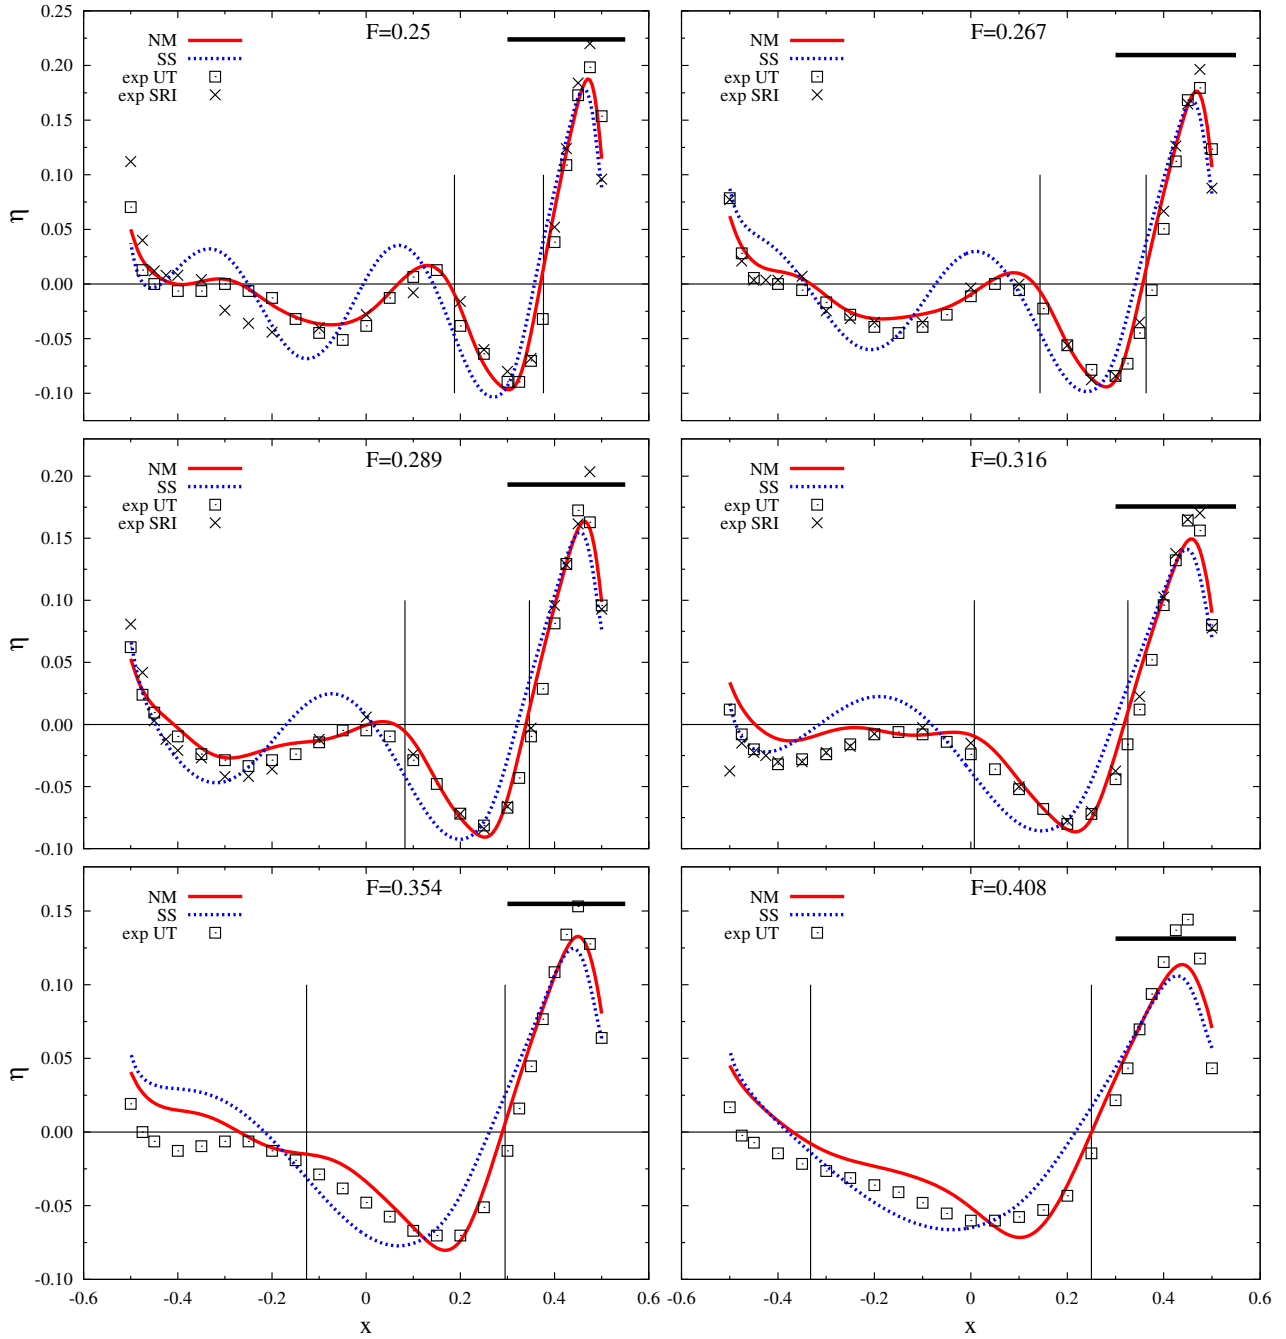 F=0.25
NM
SS
exp UT
exp SRI
0.25
0.20
0.15
0.10
0.05
0.00
-0.05
-0.10
η
F=0.267
NM
SS
exp UT
exp SRI
F=0.289
NM
SS
exp UT
exp SRI
0.20
0.15
0.10
0.05
0.00
-0.05
-0.10
η
F=0.316
NM
SS
exp UT
exp SRI
F=0.354
NM
SS
exp UT
0.15
0.10
0.05
0.00
-0.05
-0.10
η
-0.6 -0.4 -0.2 0 0.2 0.4 0.6
x
F=0.408
NM
SS
exp UT
-0.4 -0.2 0 0.2 0.4 0.6
x